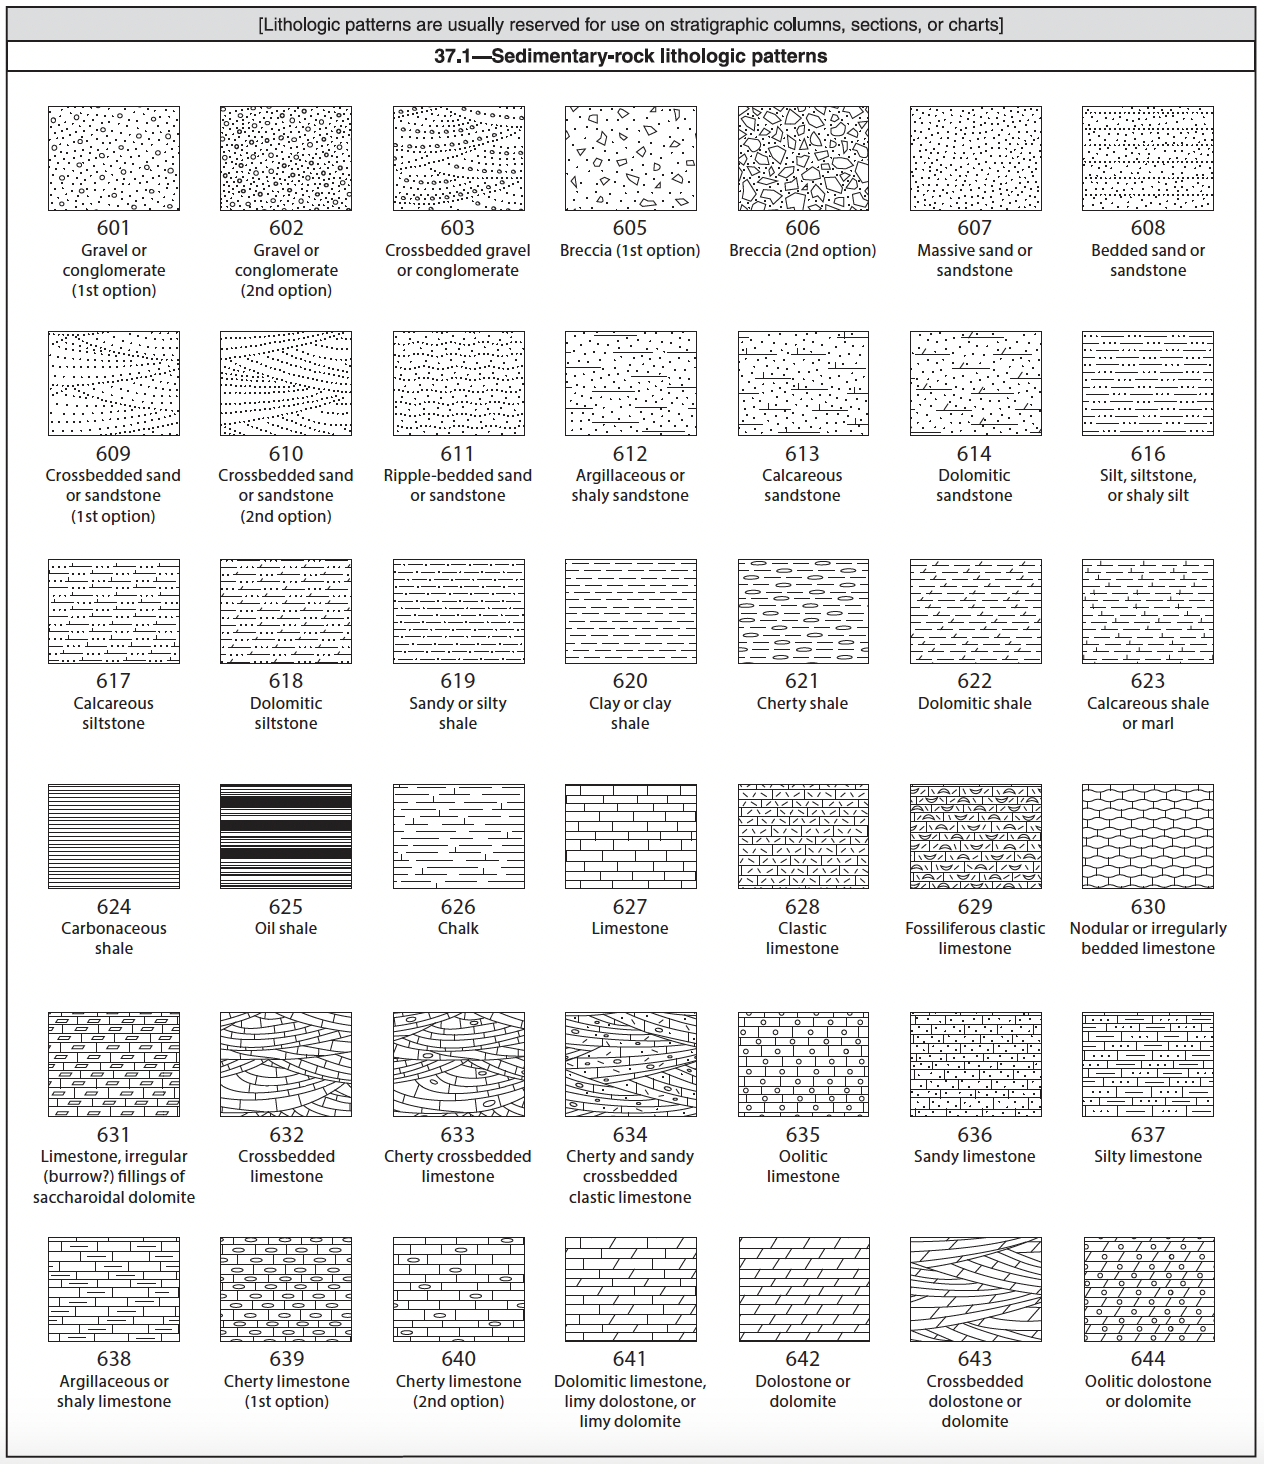 [Lithologic patterns are usually reserved for use on stratigraphic columns, sections, or charts]
37.1—Sedimentary-rock lithologic patterns
601
Gravel or
conglomerate
(1st option)
602
Gravel or
conglomerate
(2nd option)
603
Crossbedded gravel
or conglomerate
605
Breccia (1st option)
606
Breccia (2nd option)
607
Massive sand or
sandstone
608
Bedded sand or
sandstone
609
Crossbedded sand
or sandstone
(1st option)
610
Crossbedded sand
or sandstone
(2nd option)
611
Ripple-bedded sand
or sandstone
612
Argillaceous or
shaly sandstone
613
Calcareous
sandstone
614
Dolomitic
sandstone
616
Silt, siltstone,
or shaly silt
617
Calcareous
siltstone
618
Dolomitic
siltstone
619
Sandy or silty
shale
620
Clay or clay
shale
621
Cherty shale
622
Dolomitic shale
623
Calcareous shale
or marl
624
Carbonaceous
shale
625
Oil shale
626
Chalk
627
Limestone
628
Clastic
limestone
629
Fossiliferous clastic
limestone
630
Nodular or irregularly
bedded limestone
631
Limestone, irregular
(burrow?) fillings of
saccharoidal dolomite
632
Crossbedded
limestone
633
Cherty crossbedded
limestone
634
Cherty and sandy
crossbedded
clastic limestone
635
Oolitic
limestone
636
Sandy limestone
637
Silty limestone
638
Argillaceous or
shaly limestone
639
Cherty limestone
(1st option)
640
Cherty limestone
(2nd option)
641
Dolomitic limestone,
limy dolostone, or
limy dolomite
642
Dolostone or
dolomite
643
Crossbedded
dolostone or
dolomite
644
Oolitic dolostone
or dolomite